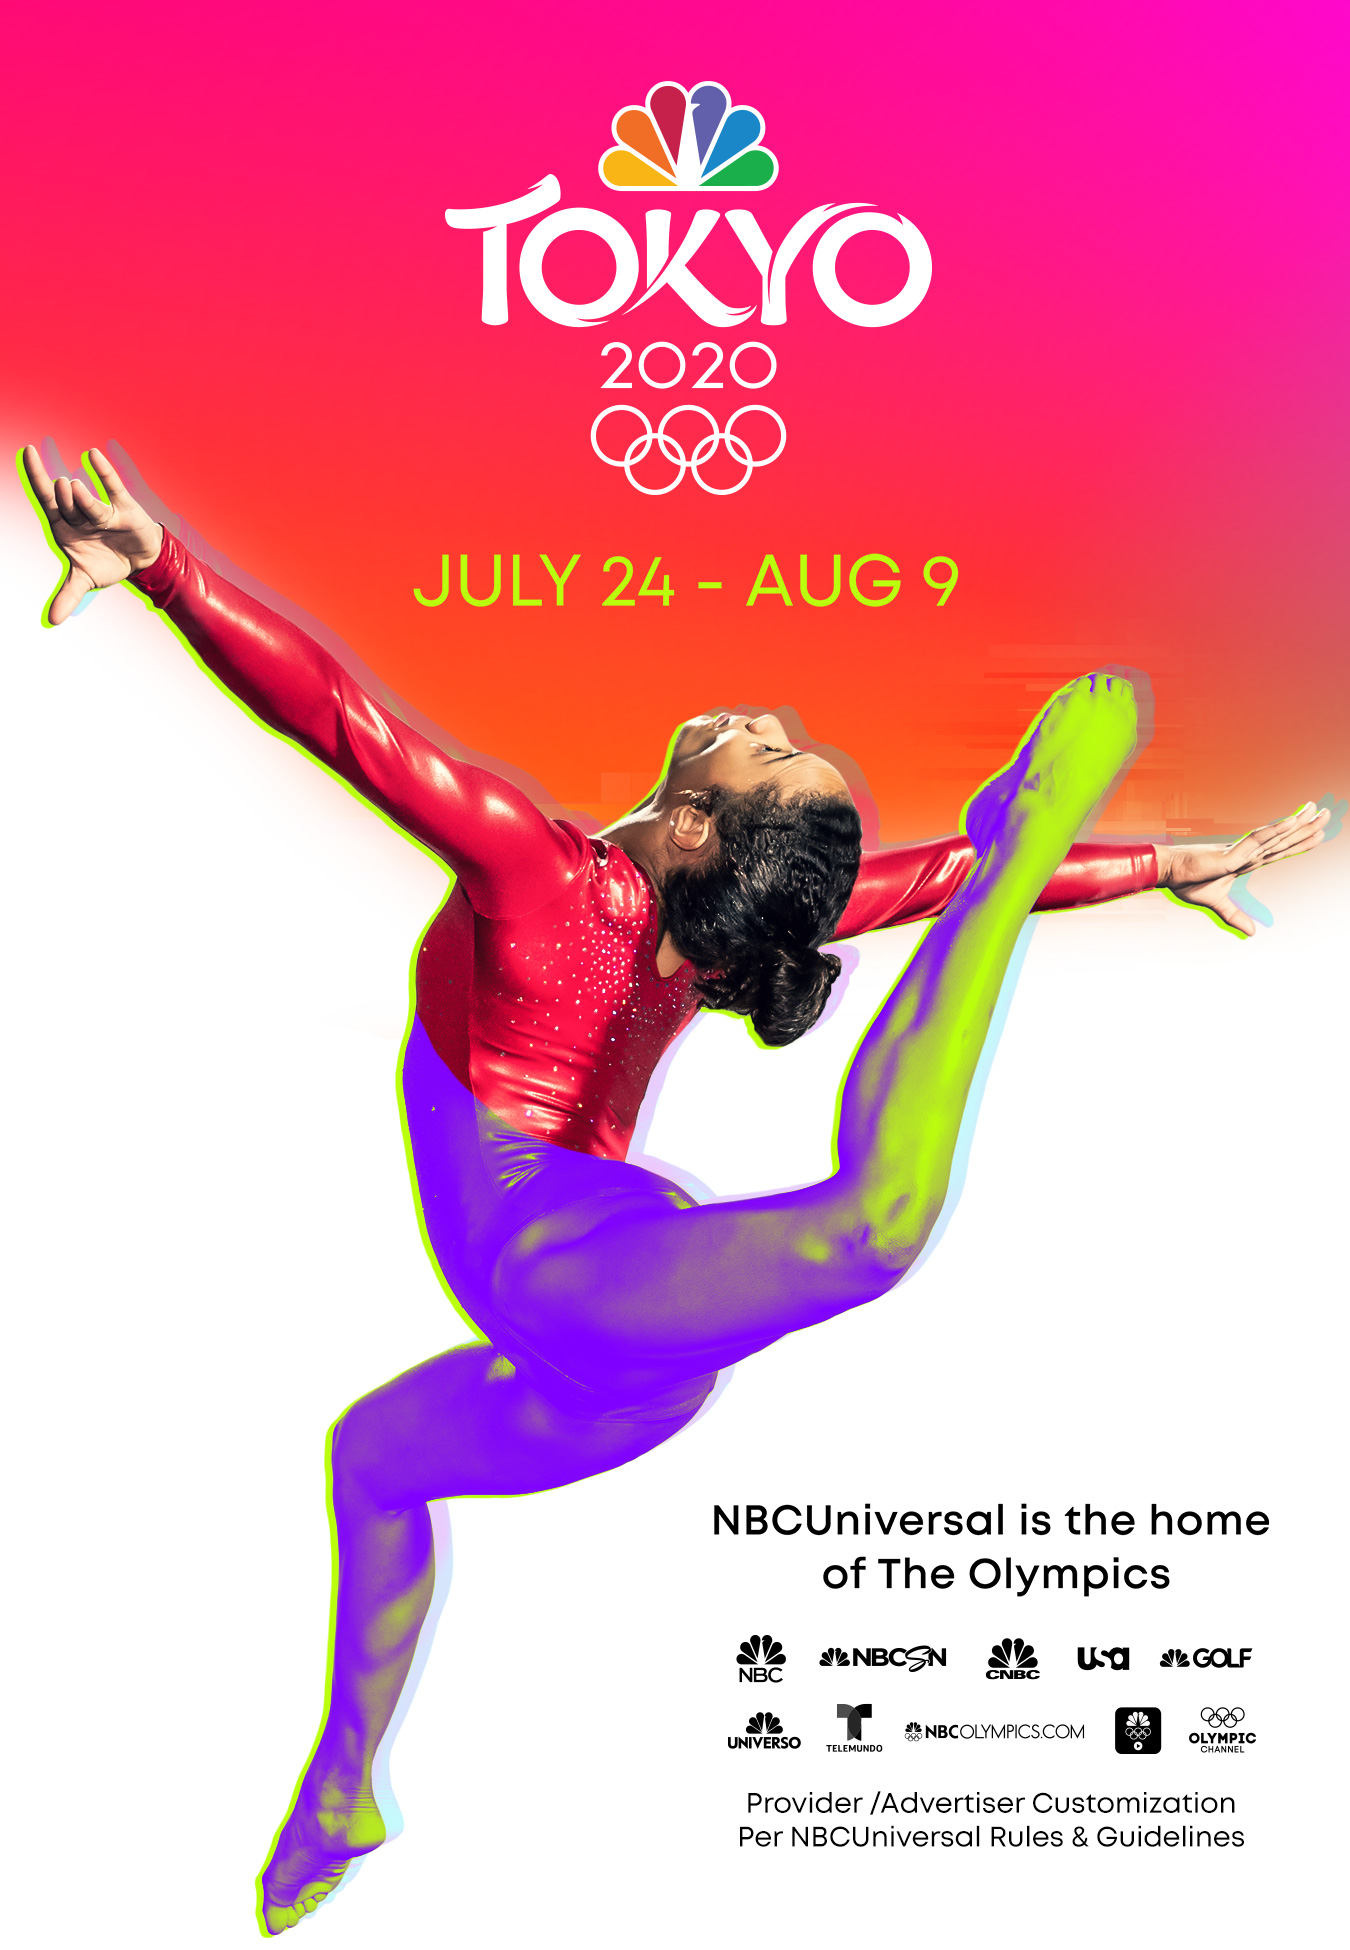 TOKYO
2020
JULY 24 - AUG 9
NBCUniversal is the home
of The Olympics
NBC NBCSN CNBC USA GOLF
UNIVERSO TELEMUNDO NBCOLYMPICS.COM OLYMPIC CHANNEL
Provider /Advertiser Customization
Per NBCUniversal Rules & Guidelines